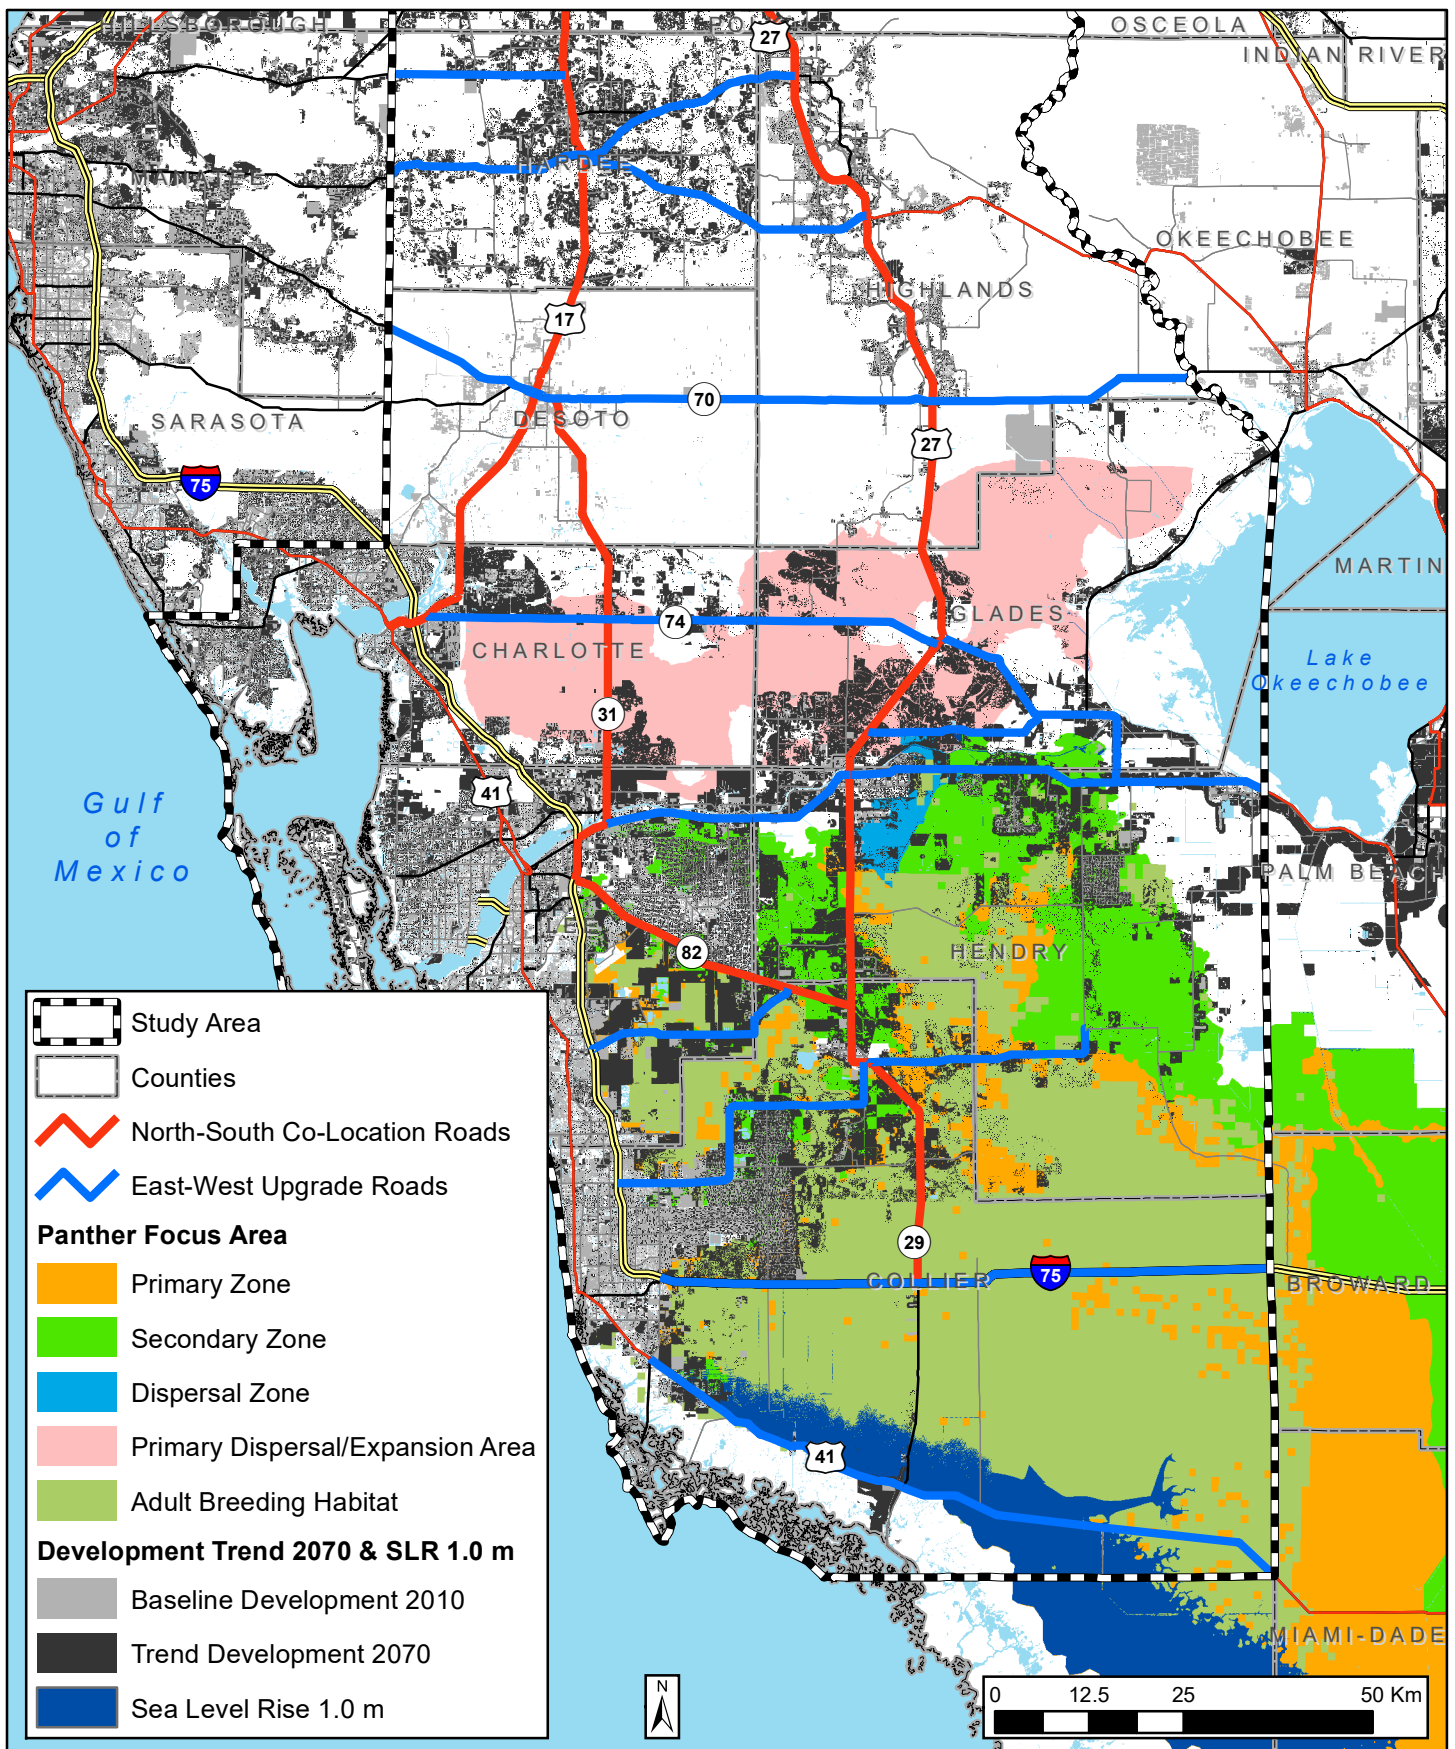 HILLSBOROUGH
PO
27
OSCEOLA
INDIAN RIVER
MANATEE
HARDEE
OKEECHOBEE
HIGHLANDS
17
70
SARASOTA
DESOTO
27
75
MARTIN
74
GLADES
CHARLOTTE
Lake
Okeechobee
31
41
Gulf
of
Mexico
PALM BEACH
82
HENDRY
29
COLLIER
75
BROWARD
41
MIAMI-DADE
Study Area
Counties
North-South Co-Location Roads
East-West Upgrade Roads
Panther Focus Area
Primary Zone
Secondary Zone
Dispersal Zone
Primary Dispersal/Expansion Area
Adult Breeding Habitat
Development Trend 2070 & SLR 1.0 m
Baseline Development 2010
Trend Development 2070
Sea Level Rise 1.0 m
N
0 12.5 25 50 Km